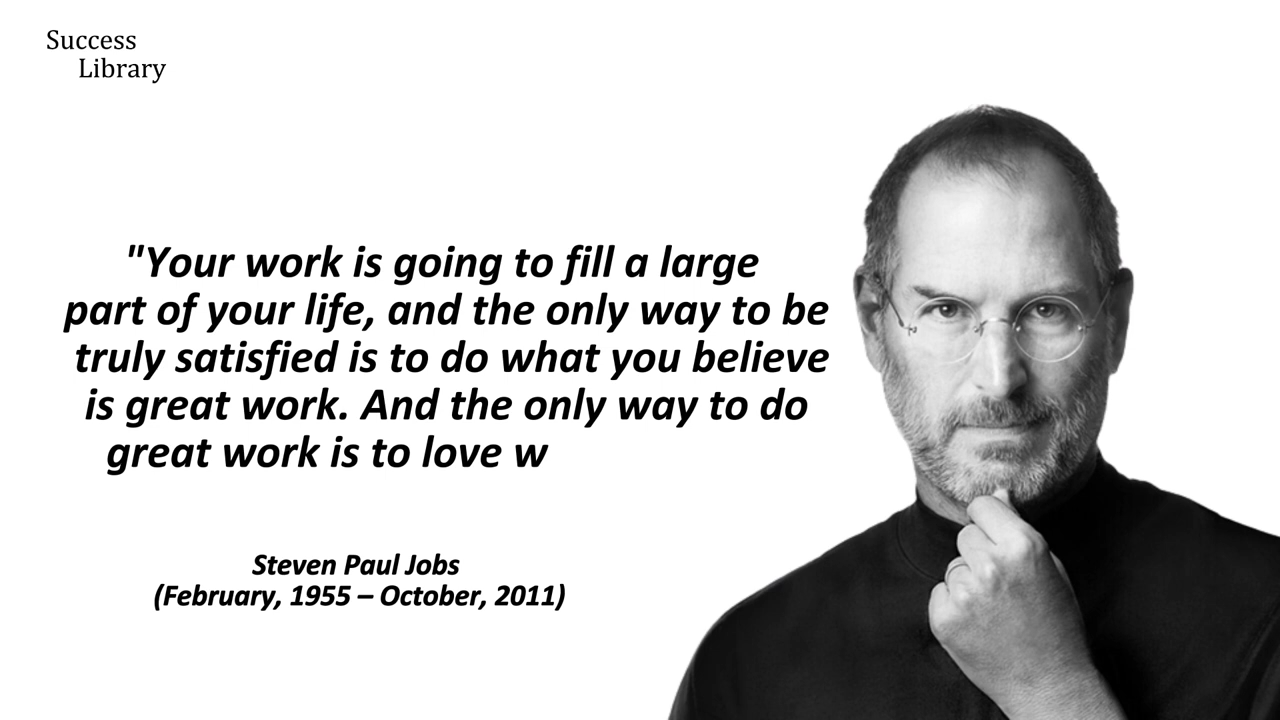 Success
Library
"Your work is going to fill a large
part of your life, and the only way to be
truly satisfied is to do what you believe
is great work. And the only way to do
great work is to love w
Steven Paul Jobs
(February, 1955 – October, 2011)